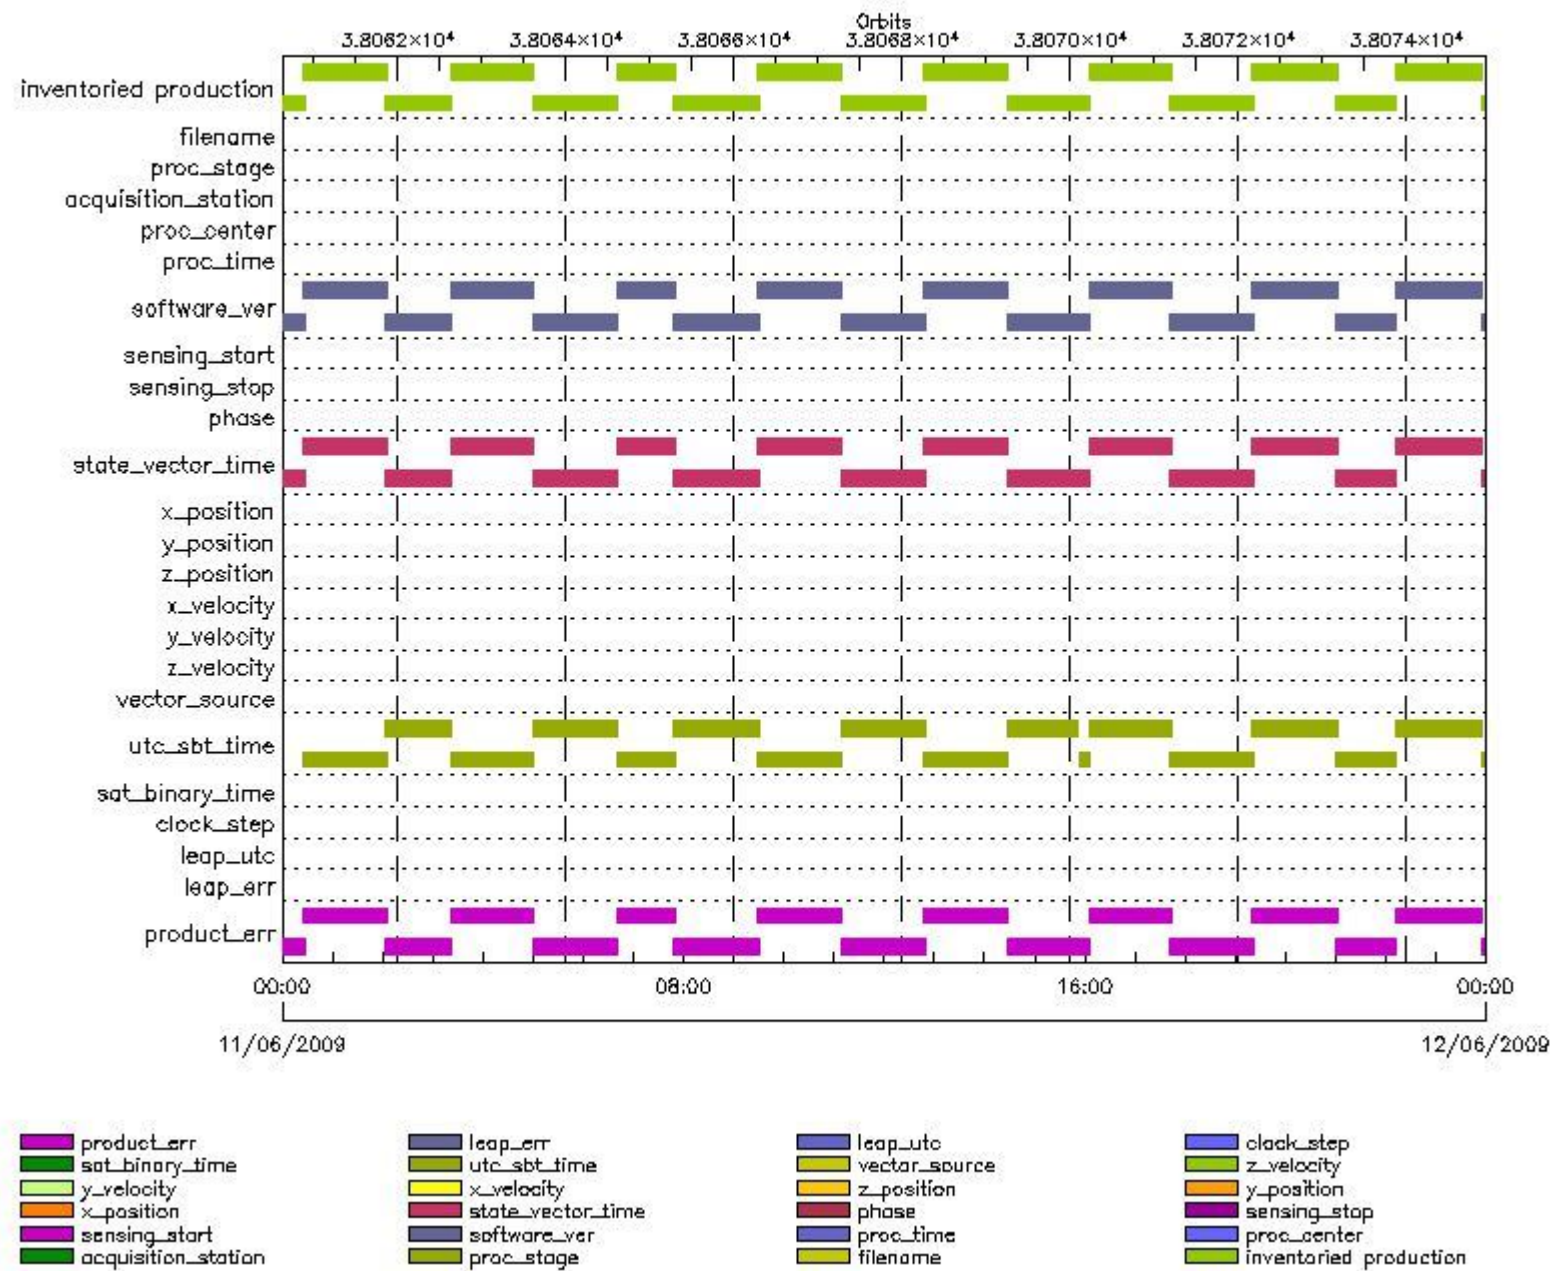 Orbits
3.8062×10⁴ 3.8064×10⁴ 3.8066×10⁴ 3.8068×10⁴ 3.8070×10⁴ 3.8072×10⁴ 3.8074×10⁴
inventoried production
filename
proc_stage
acquisition_station
proc_center
proc_time
software_ver
sensing_start
sensing_stop
phase
state_vector_time
x_position
y_position
z_position
x_velocity
y_velocity
z_velocity
vector_source
utc_sbt_time
sat_binary_time
clock_step
leap_utc
leap_err
product_err
00:00 08:00 16:00 00:00
11/06/2009 12/06/2009
product_err leap_err leap_utc clock_step
sat_binary_time utc_sbt_time vector_source z_velocity
y_velocity x_velocity z_position y_position
x_position state_vector_time phase sensing_stop
sensing_start software_ver proc_time proc_center
acquisition_station proc_stage filename inventoried production